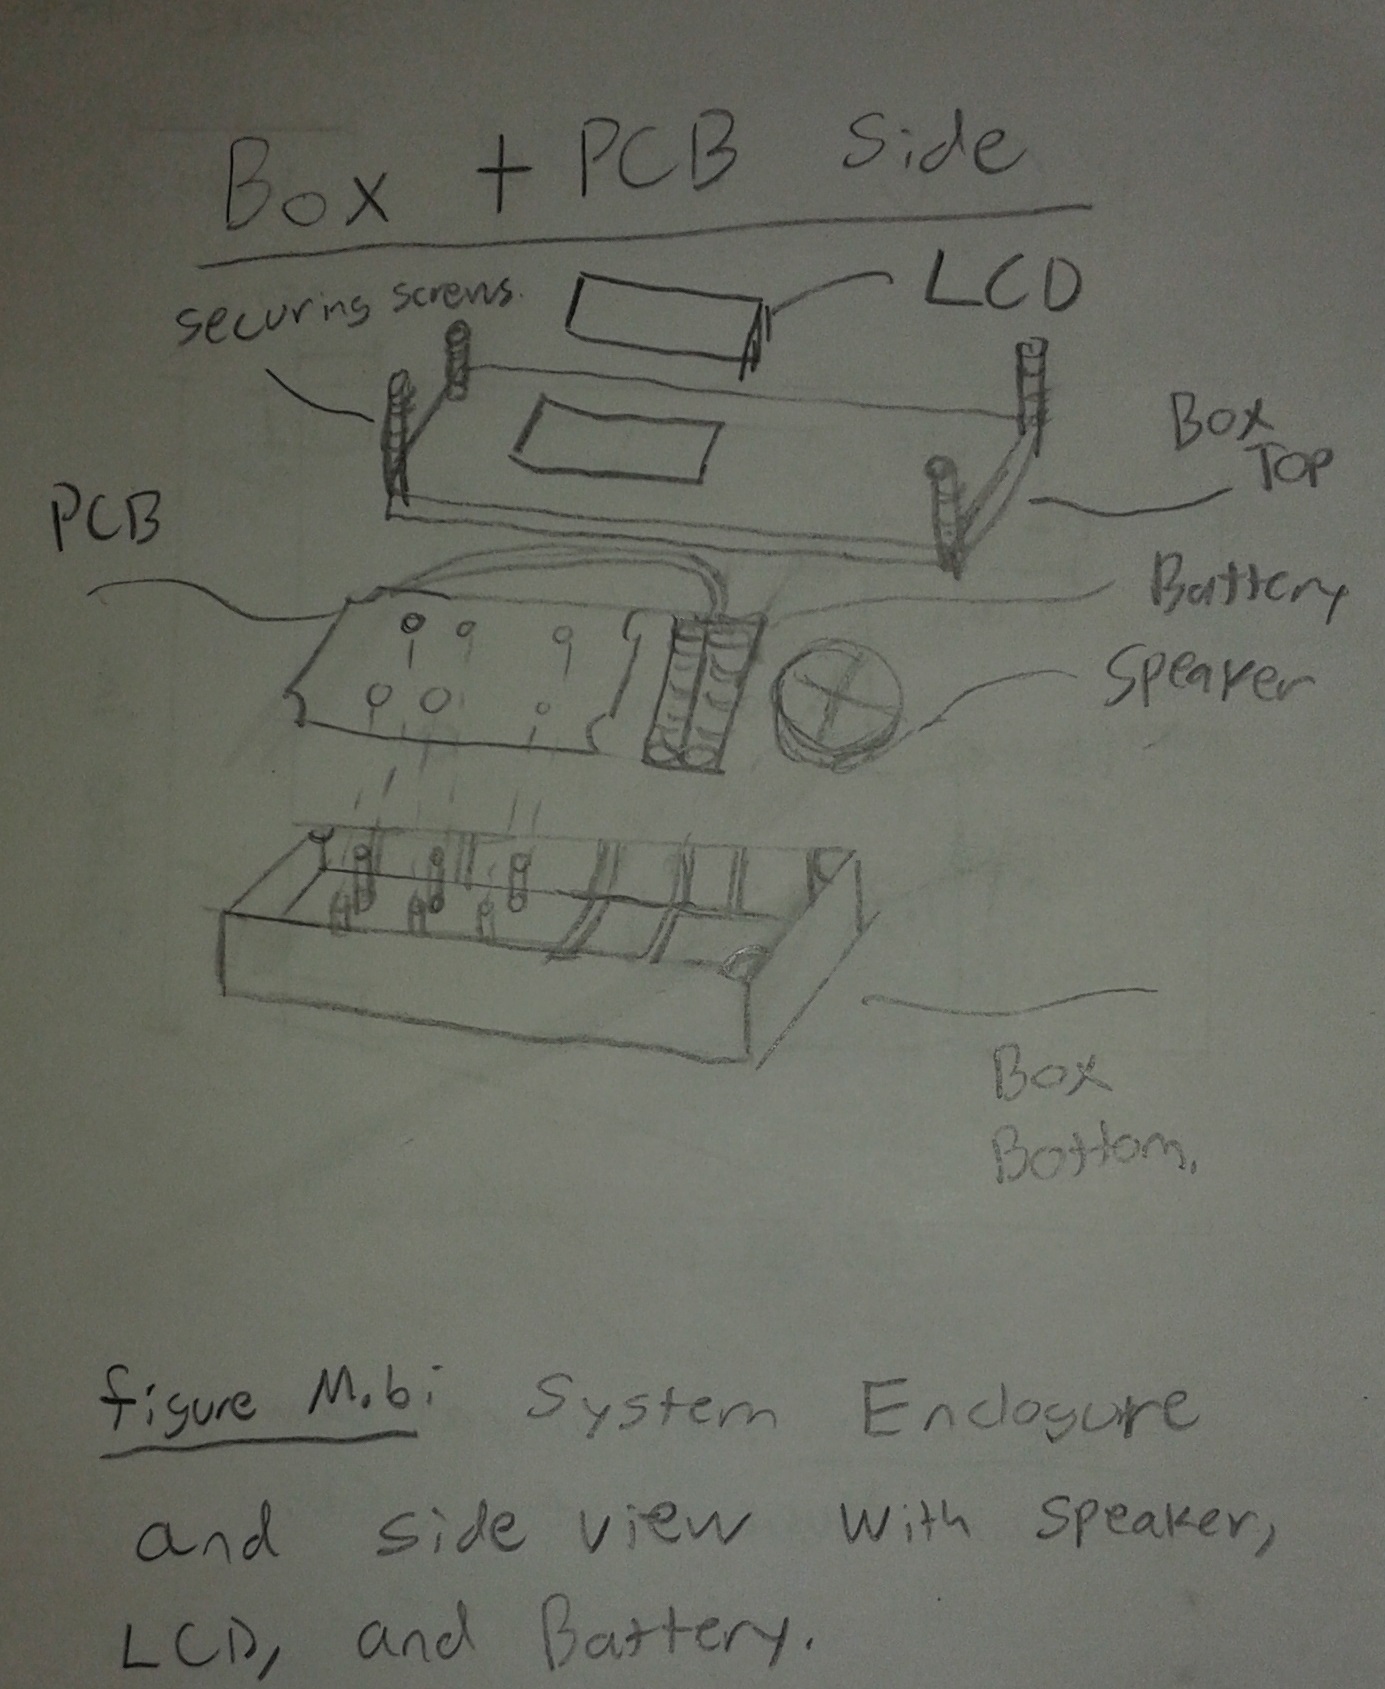 Box + PCB Side
securing screws.
LCD
Box
TOP
PCB
Battery
Speaker
Box
Bottom.
figure M.b:
System Enclosure
and side view with speaker,
LCD, and Battery.